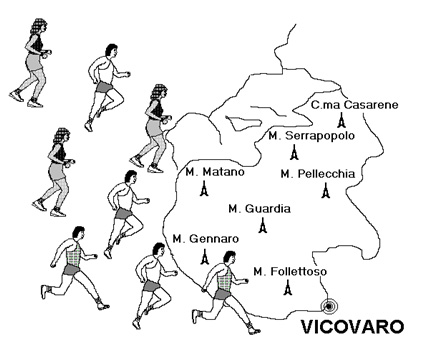 C.ma Casarene
M. Serrapopolo
M. Matano
M. Pellecchia
M. Guardia
M. Gennaro
M. Follettoso
VICOVARO